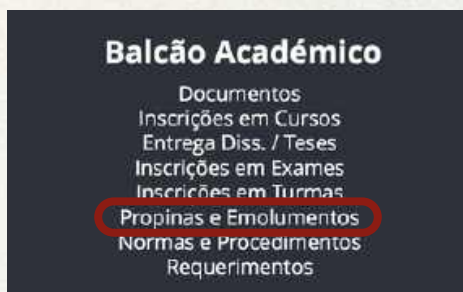 Balcão Académico
Documentos
Inscrições em Cursos
Entrega Diss. / Teses
Inscrições em Exames
Inscrições em Turmas
Propinas e Emolumentos
Normas e Procedimentos
Requerimentos